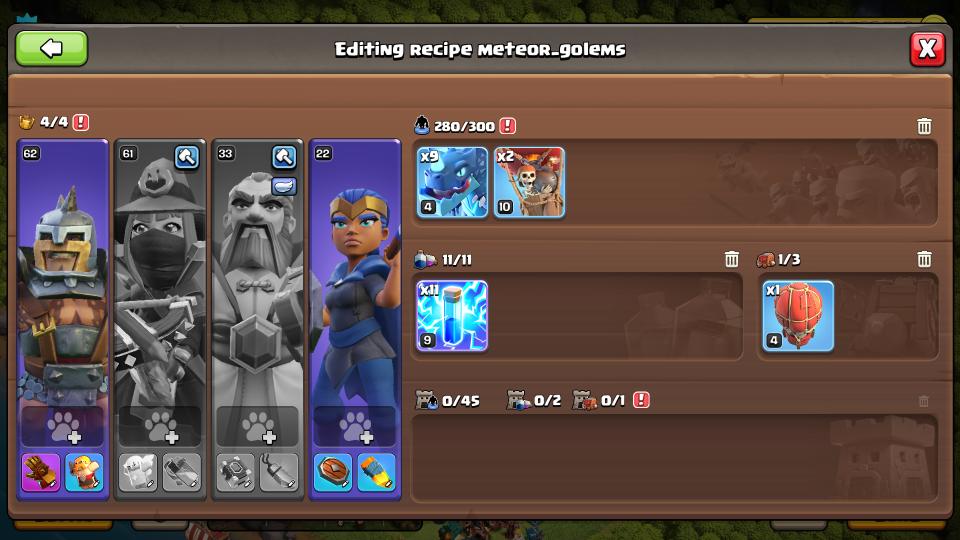 Editing recipe meteor_golems
X
4/4 !
280/300 !
62
61
33
22
x9
4
x2
10
11/11
1/3
x11
9
x1
4
0/45
0/2
0/1 !